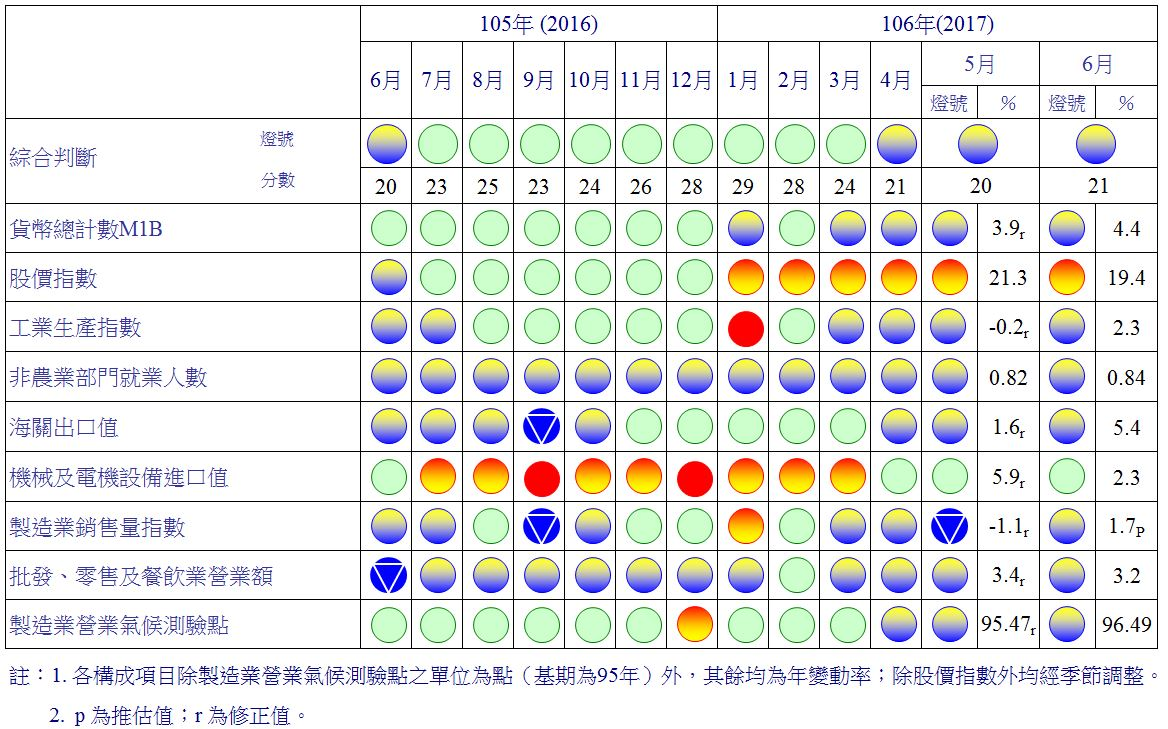 105年 (2016) 106年(2017)
6月 7月 8月 9月 10月 11月 12月 1月 2月 3月 4月 5月 6月
燈號 % 燈號 %
綜合判斷 燈號
分數 20 23 25 23 24 26 28 29 28 24 21 20 21
貨幣總計數M1B 3.9r 4.4
股價指數 21.3 19.4
工業生產指數 -0.2r 2.3
非農業部門就業人數 0.82 0.84
海關出口值 1.6r 5.4
機械及電機設備進口值 5.9r 2.3
製造業銷售量指數 -1.1r 1.7P
批發、零售及餐飲業營業額 3.4r 3.2
製造業營業氣候測驗點 95.47r 96.49
註：1. 各構成項目除製造業營業氣候測驗點之單位為點（基期為95年）外，其餘均為年變動率；除股價指數外均經季節調整。
2. p 為推估值；r 為修正值。